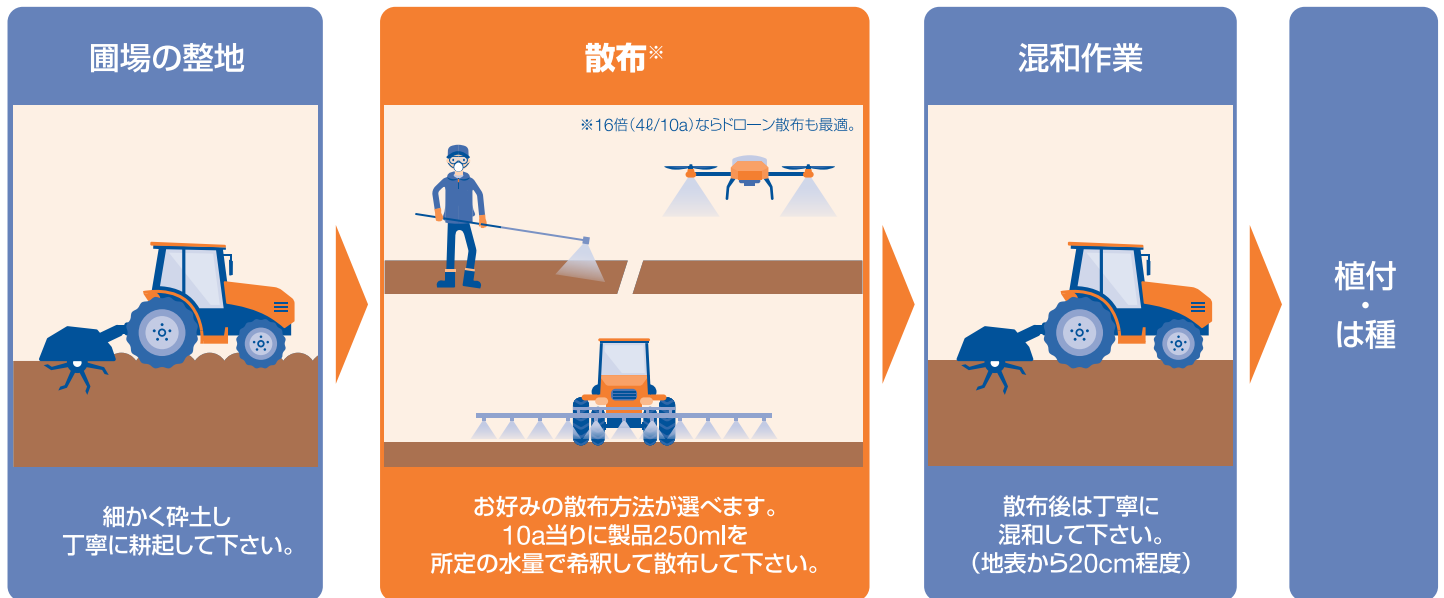 圃場の整地
細かく砕土し
丁寧に耕起して下さい。
散布※
※16倍（4ℓ/10a）ならドローン散布も最適。
お好みの散布方法が選べます。
10a当りに製品250mlを
所定の水量で希釈して散布して下さい。
混和作業
散布後は丁寧に
混和して下さい。
（地表から20cm程度）
植付
・
は種